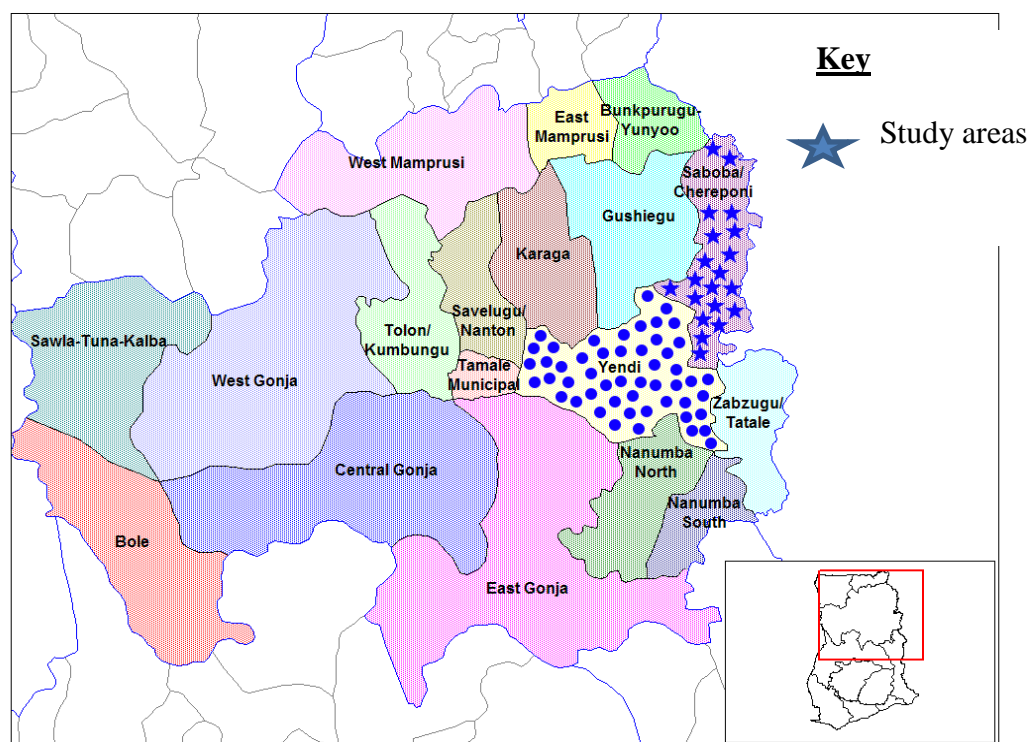 Key
Study areas
Bunkpurugu-
Yunyoo
East
Mamprusi
West Mamprusi
Saboba/
Chereponi
Gushiegu
Karaga
Savelugu/
Nanton
Tolon/
Kumbungu
Sawla-Tuna-Kalba
West Gonja
Tamale
Municipal
Yendi
Zabzugu/
Tatale
Nanumba
North
Central Gonja
Nanumba
South
Bole
East Gonja